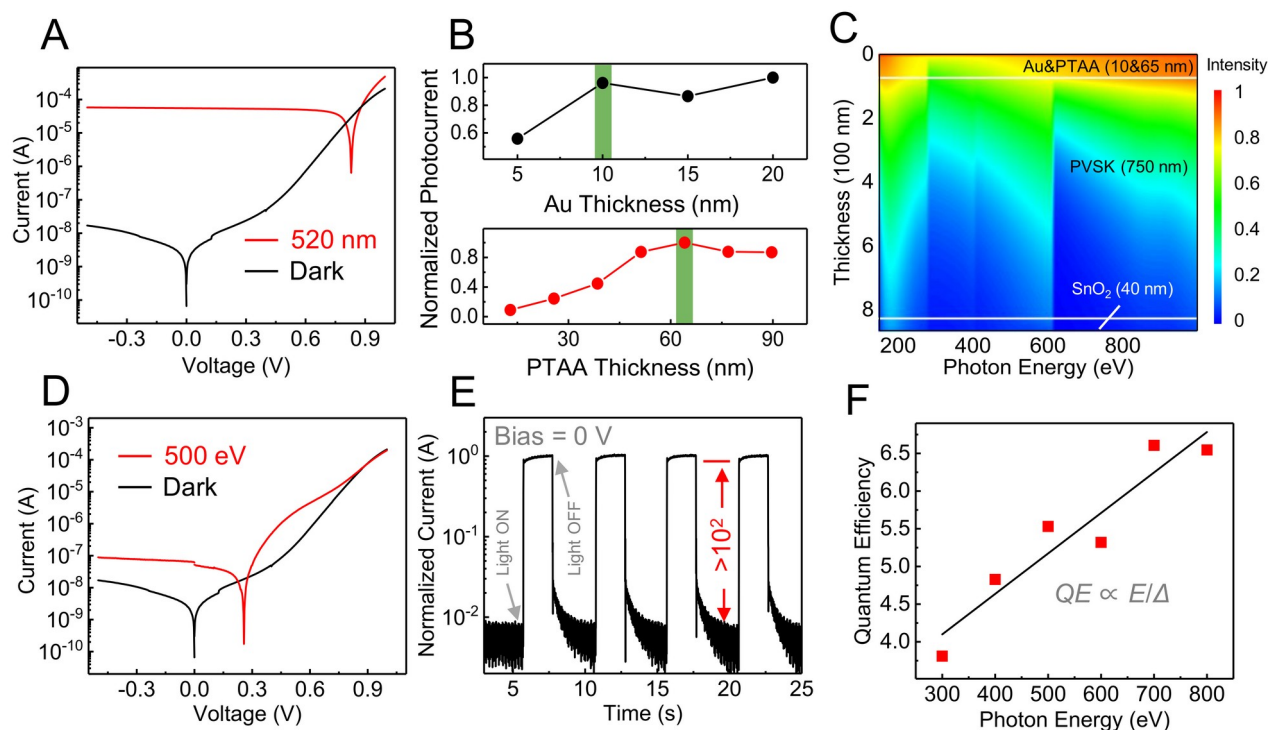 A
Current (A)
10⁻⁴
10⁻⁵
10⁻⁶
10⁻⁷
10⁻⁸
10⁻⁹
10⁻¹⁰
520 nm
Dark
-0.3 0.0 0.3 0.6 0.9
Voltage (V)
B
Normalized Photocurrent
1.0
0.8
0.6
5 10 15 20
Au Thickness (nm)
0.8
0.4
0.0
30 60 90
PTAA Thickness (nm)
C
Thickness (100 nm)
0
2
4
6
8
Au&PTAA (10&65 nm)
PVSK (750 nm)
SnO₂ (40 nm)
200 400 600 800
Photon Energy (eV)
Intensity
1
0.8
0.6
0.4
0.2
0
D
Current (A)
10⁻³
10⁻⁴
10⁻⁵
10⁻⁶
10⁻⁷
10⁻⁸
10⁻⁹
10⁻¹⁰
500 eV
Dark
-0.3 0.0 0.3 0.6 0.9
Voltage (V)
E
Normalized Current (A)
10⁰
10⁻¹
10⁻²
Bias = 0 V
Light ON
Light OFF
>10²
5 10 15 20 25
Time (s)
F
Quantum Efficiency
6.5
6.0
5.5
5.0
4.5
4.0
QE ∝ E/Δ
300 400 500 600 700 800
Photon Energy (eV)